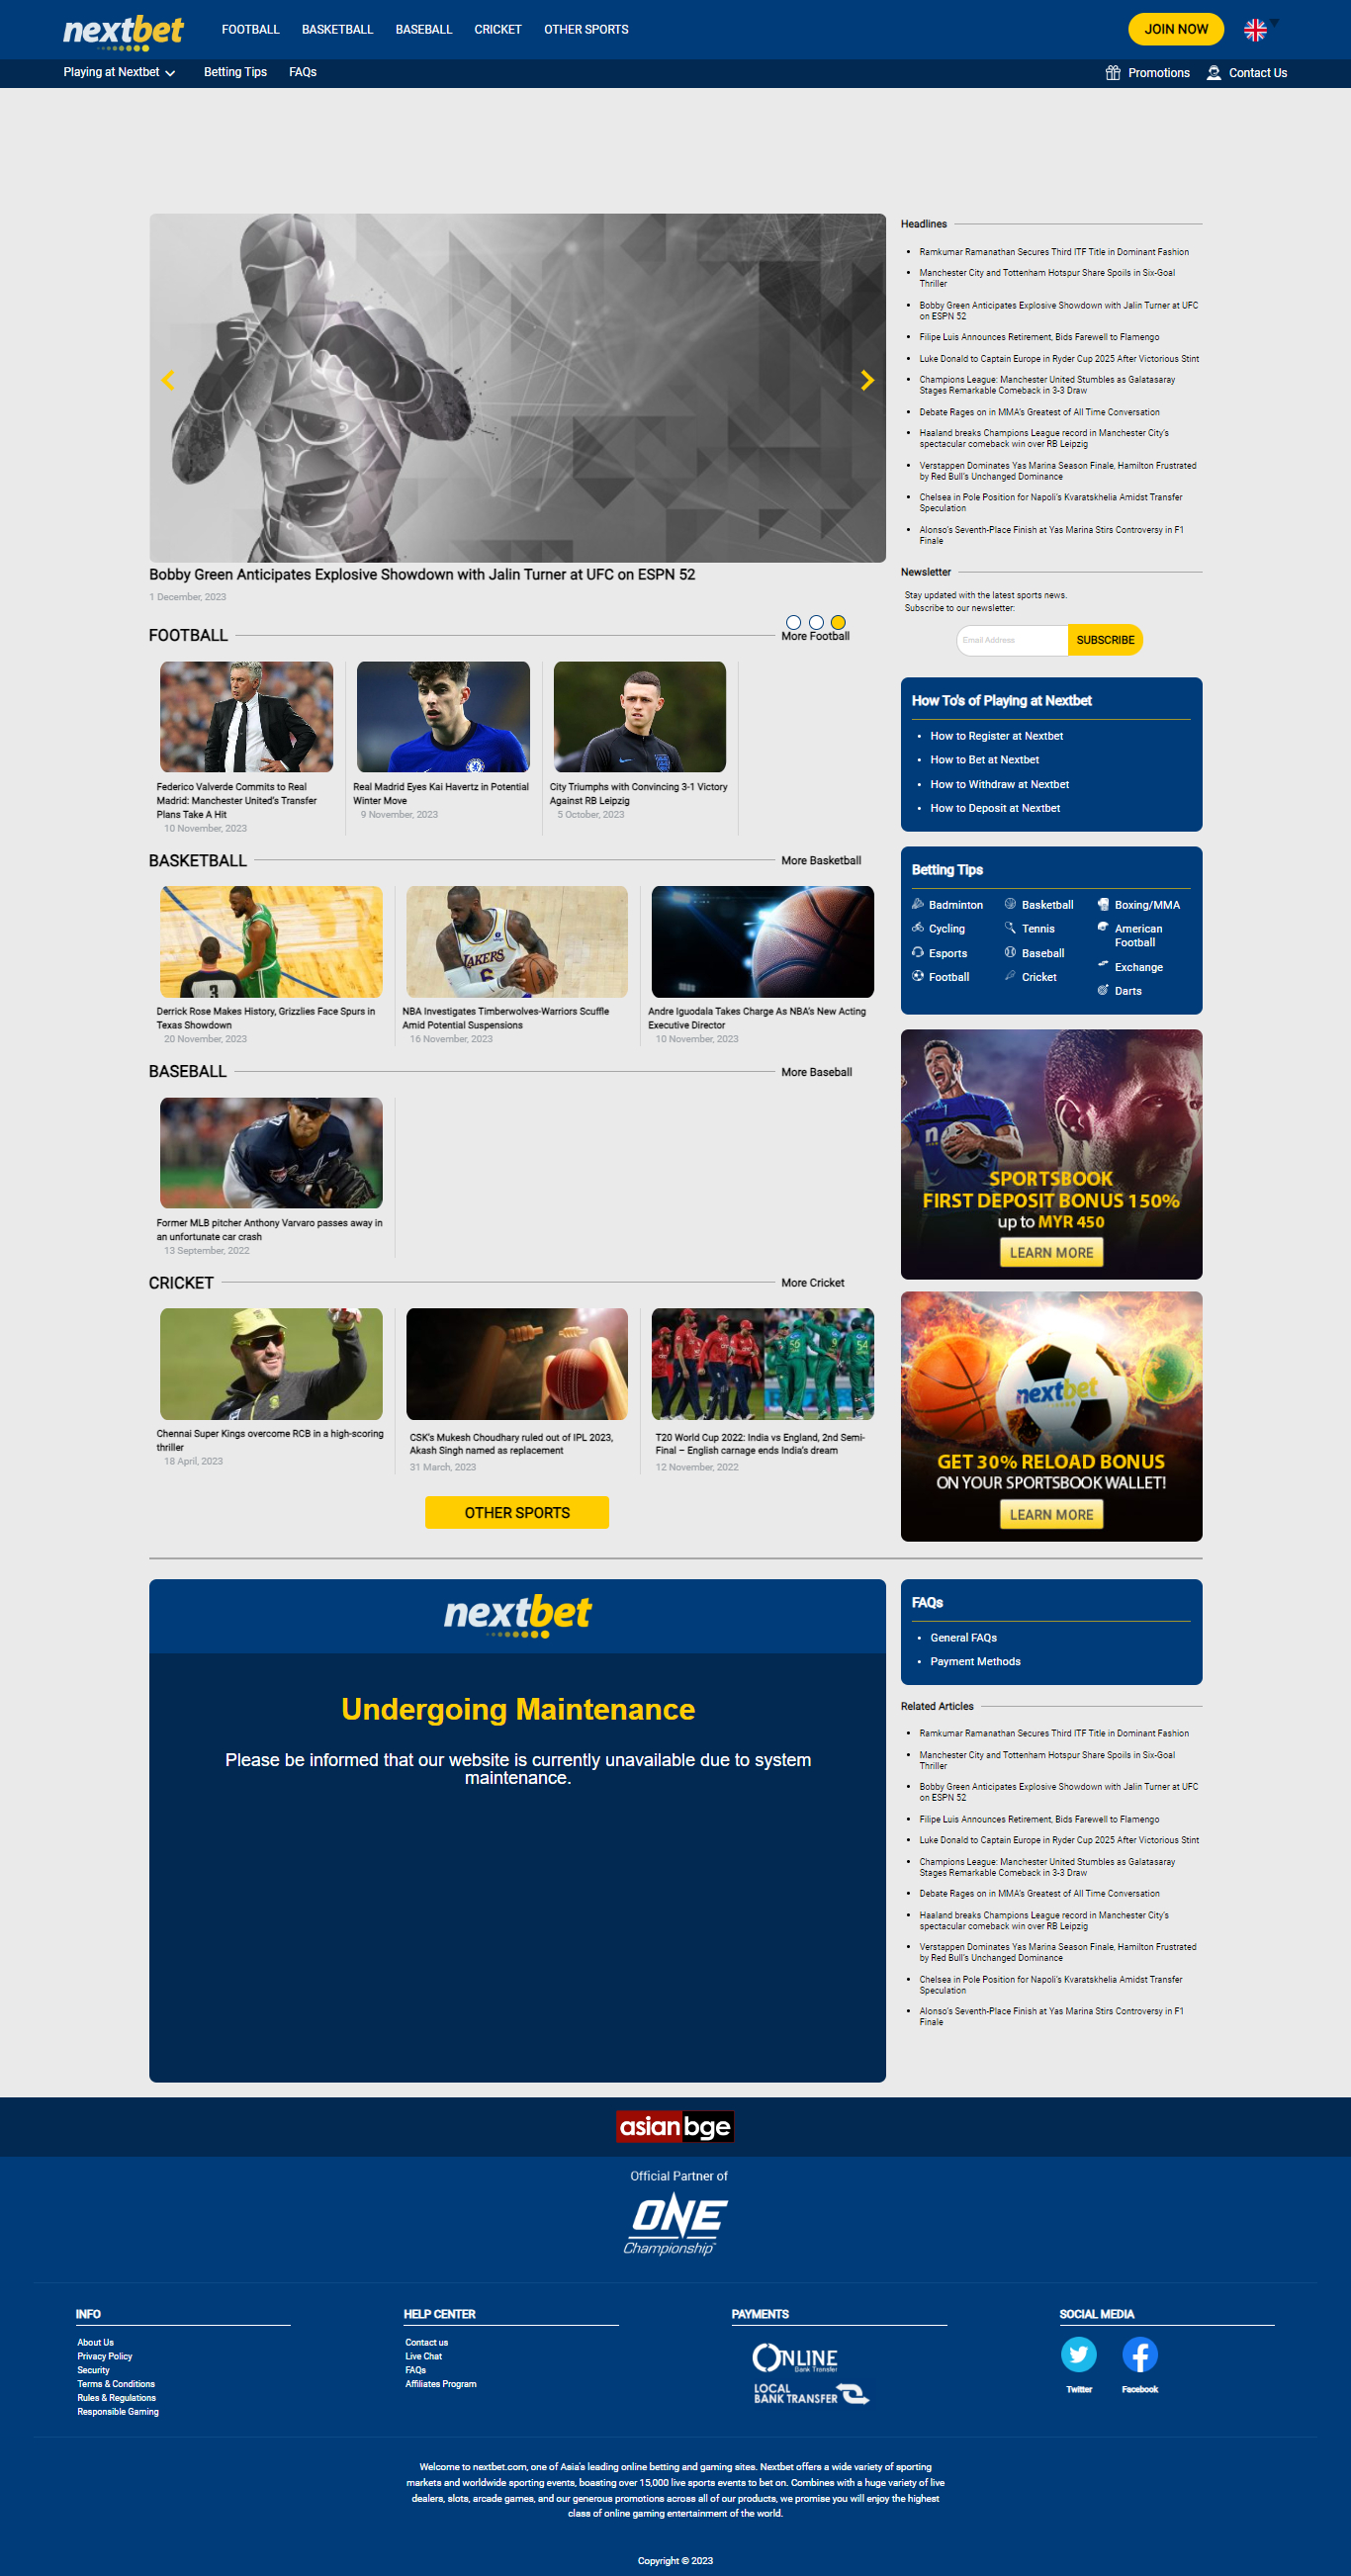 nextbet
FOOTBALL BASKETBALL BASEBALL CRICKET OTHER SPORTS
JOIN NOW
Playing at Nextbet Betting Tips FAQs
Promotions Contact Us
Bobby Green Anticipates Explosive Showdown with Jalin Turner at UFC on ESPN 52
1 December, 2023
FOOTBALL
More Football
Federico Valverde Commits to Real
Madrid: Manchester United's Transfer
Plans Take A Hit
10 November, 2023
Real Madrid Eyes Kai Havertz in Potential
Winter Move
9 November, 2023
City Triumphs with Convincing 3-1 Victory
Against RB Leipzig
5 October, 2023
BASKETBALL
More Basketball
3
LAKERS
6
Derrick Rose Makes History, Grizzlies Face Spurs in
Texas Showdown
20 November, 2023
NBA Investigates Timberwolves-Warriors Scuffle
Amid Potential Suspensions
16 November, 2023
Andre Iguodala Takes Charge As NBA's New Acting
Executive Director
10 November, 2023
BASEBALL
More Baseball
Former MLB pitcher Anthony Varvaro passes away in
an unfortunate car crash
13 September, 2022
CRICKET
More Cricket
56
9
54
Chennai Super Kings overcome RCB in a high-scoring
thriller
18 April, 2023
CSK's Mukesh Choudhary ruled out of IPL 2023,
Akash Singh named as replacement
31 March, 2023
T20 World Cup 2022: India vs England, 2nd Semi-
Final – English carnage ends India's dream
12 November, 2022
OTHER SPORTS
Headlines
Ramkumar Ramanathan Secures Third ITF Title in Dominant Fashion
Manchester City and Tottenham Hotspur Share Spoils in Six-Goal
Thriller
Bobby Green Anticipates Explosive Showdown with Jalin Turner at UFC
on ESPN 52
Filipe Luis Announces Retirement, Bids Farewell to Flamengo
Luke Donald to Captain Europe in Ryder Cup 2025 After Victorious Stint
Champions League: Manchester United Stumbles as Galatasaray
Stages Remarkable Comeback in 3-3 Draw
Debate Rages on in MMA's Greatest of All Time Conversation
Haaland breaks Champions League record in Manchester City's
spectacular comeback win over RB Leipzig
Verstappen Dominates Yas Marina Season Finale, Hamilton Frustrated
by Red Bull's Unchanged Dominance
Chelsea in Pole Position for Napoli's Kvaratskhelia Amidst Transfer
Speculation
Alonso's Seventh-Place Finish at Yas Marina Stirs Controversy in F1
Finale
Newsletter
Stay updated with the latest sports news.
Subscribe to our newsletter:
Email Address
SUBSCRIBE
How To's of Playing at Nextbet
How to Register at Nextbet
How to Bet at Nextbet
How to Withdraw at Nextbet
How to Deposit at Nextbet
Betting Tips
Badminton
Cycling
Esports
Football
Basketball
Tennis
Baseball
Cricket
Boxing/MMA
American
Football
Exchange
Darts
SPORTSBOOK
FIRST DEPOSIT BONUS 150%
up to MYR 450
LEARN MORE
nextbet
GET 30% RELOAD BONUS
ON YOUR SPORTSBOOK WALLET!
LEARN MORE
nextbet
Undergoing Maintenance
Please be informed that our website is currently unavailable due to system
maintenance.
FAQs
General FAQs
Payment Methods
Related Articles
Ramkumar Ramanathan Secures Third ITF Title in Dominant Fashion
Manchester City and Tottenham Hotspur Share Spoils in Six-Goal
Thriller
Bobby Green Anticipates Explosive Showdown with Jalin Turner at UFC
on ESPN 52
Filipe Luis Announces Retirement, Bids Farewell to Flamengo
Luke Donald to Captain Europe in Ryder Cup 2025 After Victorious Stint
Champions League: Manchester United Stumbles as Galatasaray
Stages Remarkable Comeback in 3-3 Draw
Debate Rages on in MMA's Greatest of All Time Conversation
Haaland breaks Champions League record in Manchester City's
spectacular comeback win over RB Leipzig
Verstappen Dominates Yas Marina Season Finale, Hamilton Frustrated
by Red Bull's Unchanged Dominance
Chelsea in Pole Position for Napoli's Kvaratskhelia Amidst Transfer
Speculation
Alonso's Seventh-Place Finish at Yas Marina Stirs Controversy in F1
Finale
asianbge
Official Partner of
ONE
Championship™
INFO
About Us
Privacy Policy
Security
Terms & Conditions
Rules & Regulations
Responsible Gaming
HELP CENTER
Contact us
Live Chat
FAQs
Affiliates Program
PAYMENTS
ONLINE
Bank Transfer
LOCAL
BANK TRANSFER
SOCIAL MEDIA
Twitter
Facebook
Welcome to nextbet.com, one of Asia's leading online betting and gaming sites. Nextbet offers a wide variety of sporting
markets and worldwide sporting events, boasting over 15,000 live sports events to bet on. Combines with a huge variety of live
dealers, slots, arcade games, and our generous promotions across all of our products, we promise you will enjoy the highest
class of online gaming entertainment of the world.
Copyright © 2023